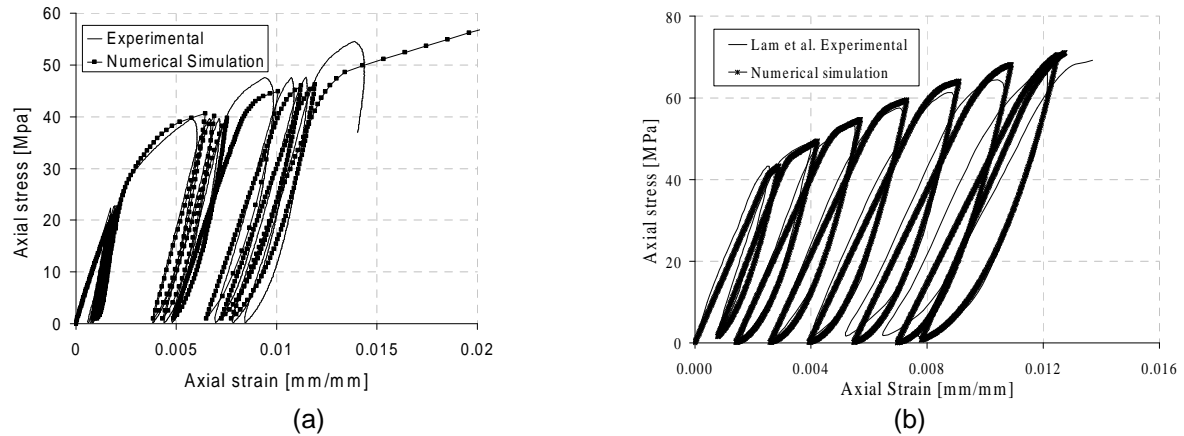 60
50
40
30
20
10
0
Axial stress [Mpa]
Experimental
Numerical Simulation
0 0.005 0.01 0.015 0.02
Axial strain [mm/mm]
(a)
80
60
40
20
0
Axial stress [MPa]
Lam et al. Experimental
Numerical simulation
0.000 0.004 0.008 0.012 0.016
Axial Strain [mm/mm]
(b)